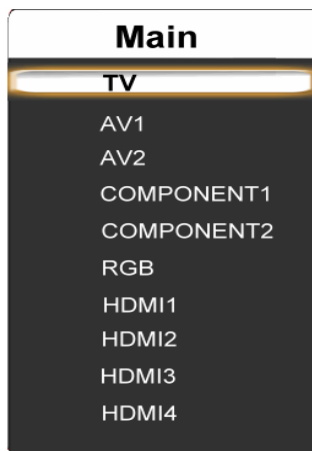 Main
TV
AV1
AV2
COMPONENT1
COMPONENT2
RGB
HDMI1
HDMI2
HDMI3
HDMI4